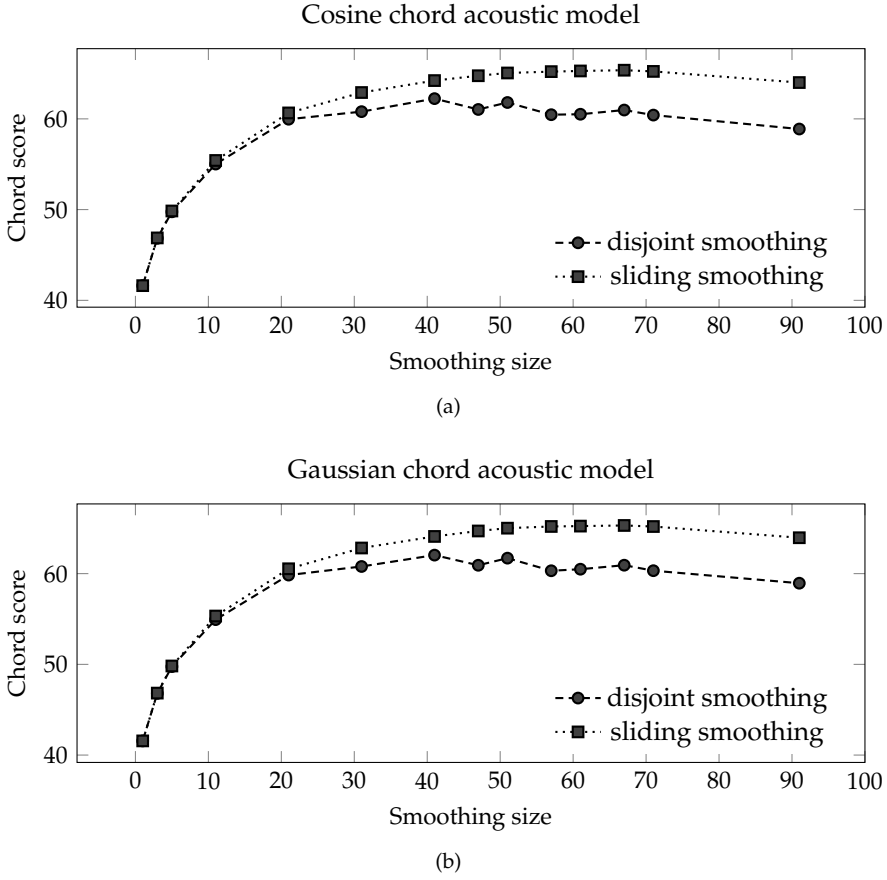 Cosine chord acoustic model
60
50
40
Chord score
disjoint smoothing
sliding smoothing
0 10 20 30 40 50 60 70 80 90 100
Smoothing size
(a)
Gaussian chord acoustic model
60
50
40
Chord score
disjoint smoothing
sliding smoothing
0 10 20 30 40 50 60 70 80 90 100
Smoothing size
(b)